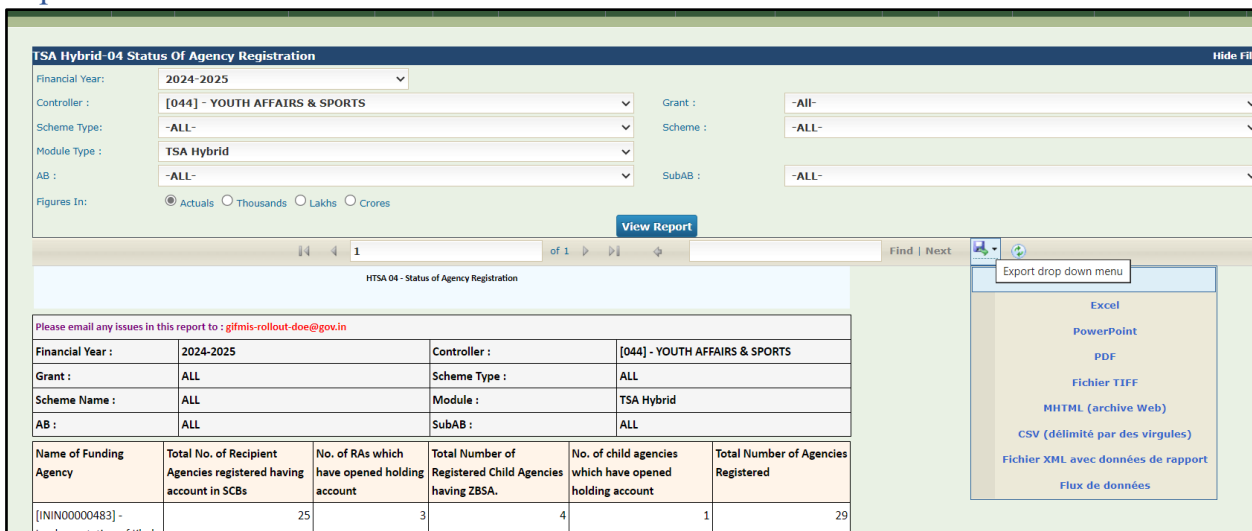 TSA Hybrid-04 Status Of Agency Registration Hide Fil
Financial Year: 2024-2025
Controller : [044] - YOUTH AFFAIRS & SPORTS Grant : -All-
Scheme Type: -ALL- Scheme : -ALL-
Module Type : TSA Hybrid
AB : -ALL- SubAB : -ALL-
Figures In: Actuals Thousands Lakhs Crores
View Report
1 of 1 Find | Next
Export drop down menu
Excel
PowerPoint
PDF
Fichier TIFF
MHTML (archive Web)
CSV (délimité par des virgules)
Fichier XML avec données de rapport
Flux de données
HTSA 04 - Status of Agency Registration
Please email any issues in this report to : gifmis-rollout-doe@gov.in
Financial Year : 2024-2025 Controller : [044] - YOUTH AFFAIRS & SPORTS
Grant : ALL Scheme Type : ALL
Scheme Name : ALL Module : TSA Hybrid
AB : ALL SubAB : ALL
Name of Funding
Agency
Total No. of Recipient
Agencies registered having
account in SCBs
No. of RAs which
have opened holding
account
Total Number of
Registered Child Agencies
having ZBSA.
No. of child agencies
which have opened
holding account
Total Number of Agencies
Registered
[ININ00000483] - 25 3 4 1 29